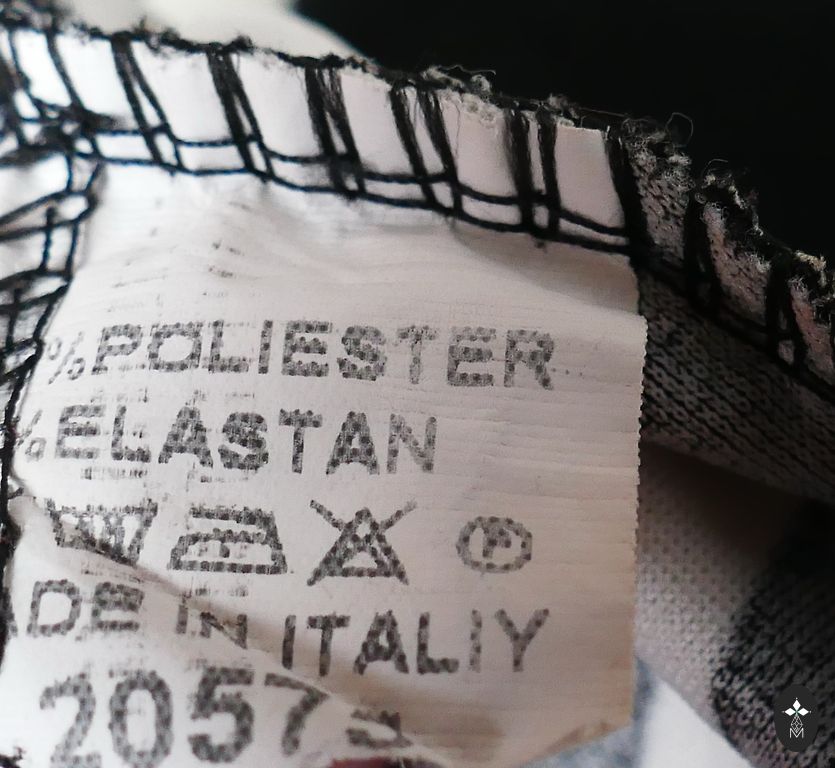 %POLIESTER
%ELASTAN
ADE IN ITALIY
2057